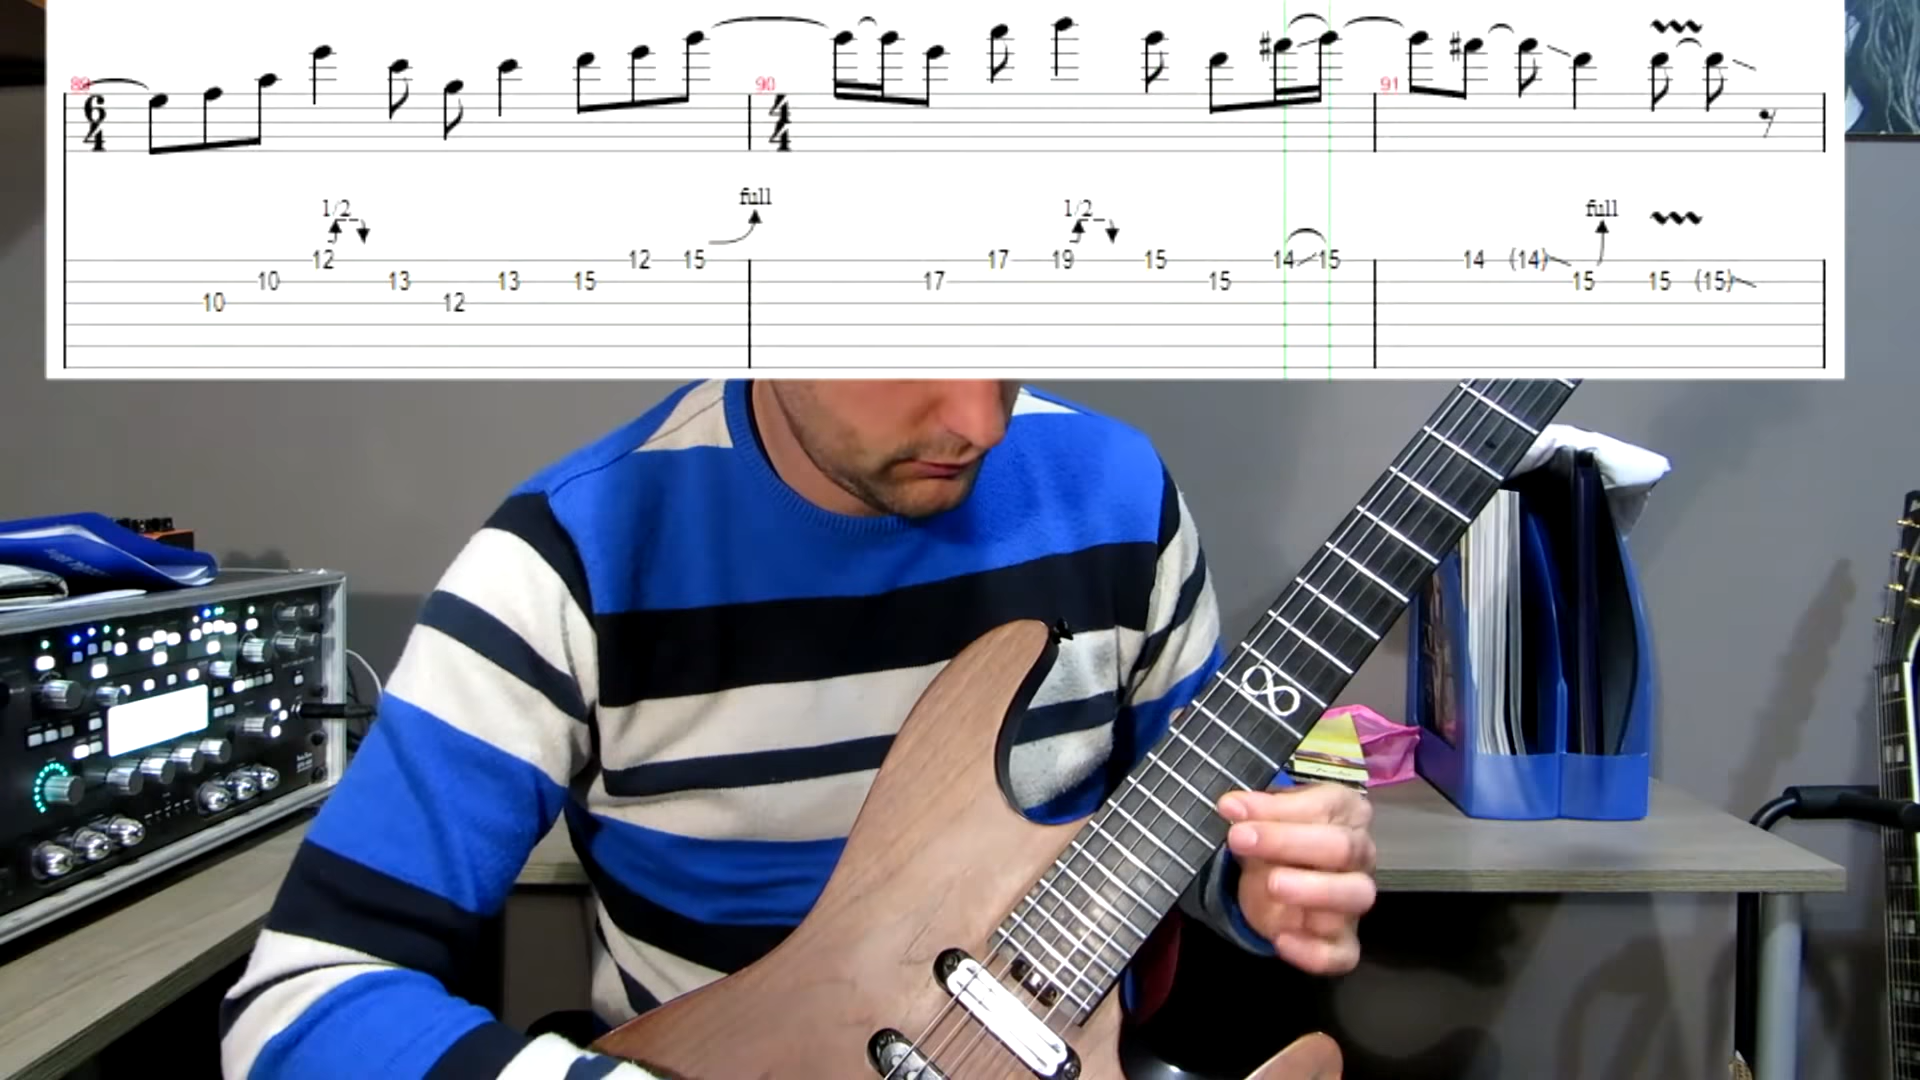 89 90 91
6 4 4
4 4
full
1/2 1/2 full
12 12 15 17 19 15 14 15 14 (14)
10 13 13 15 17 15 15 15 (15)
10 12